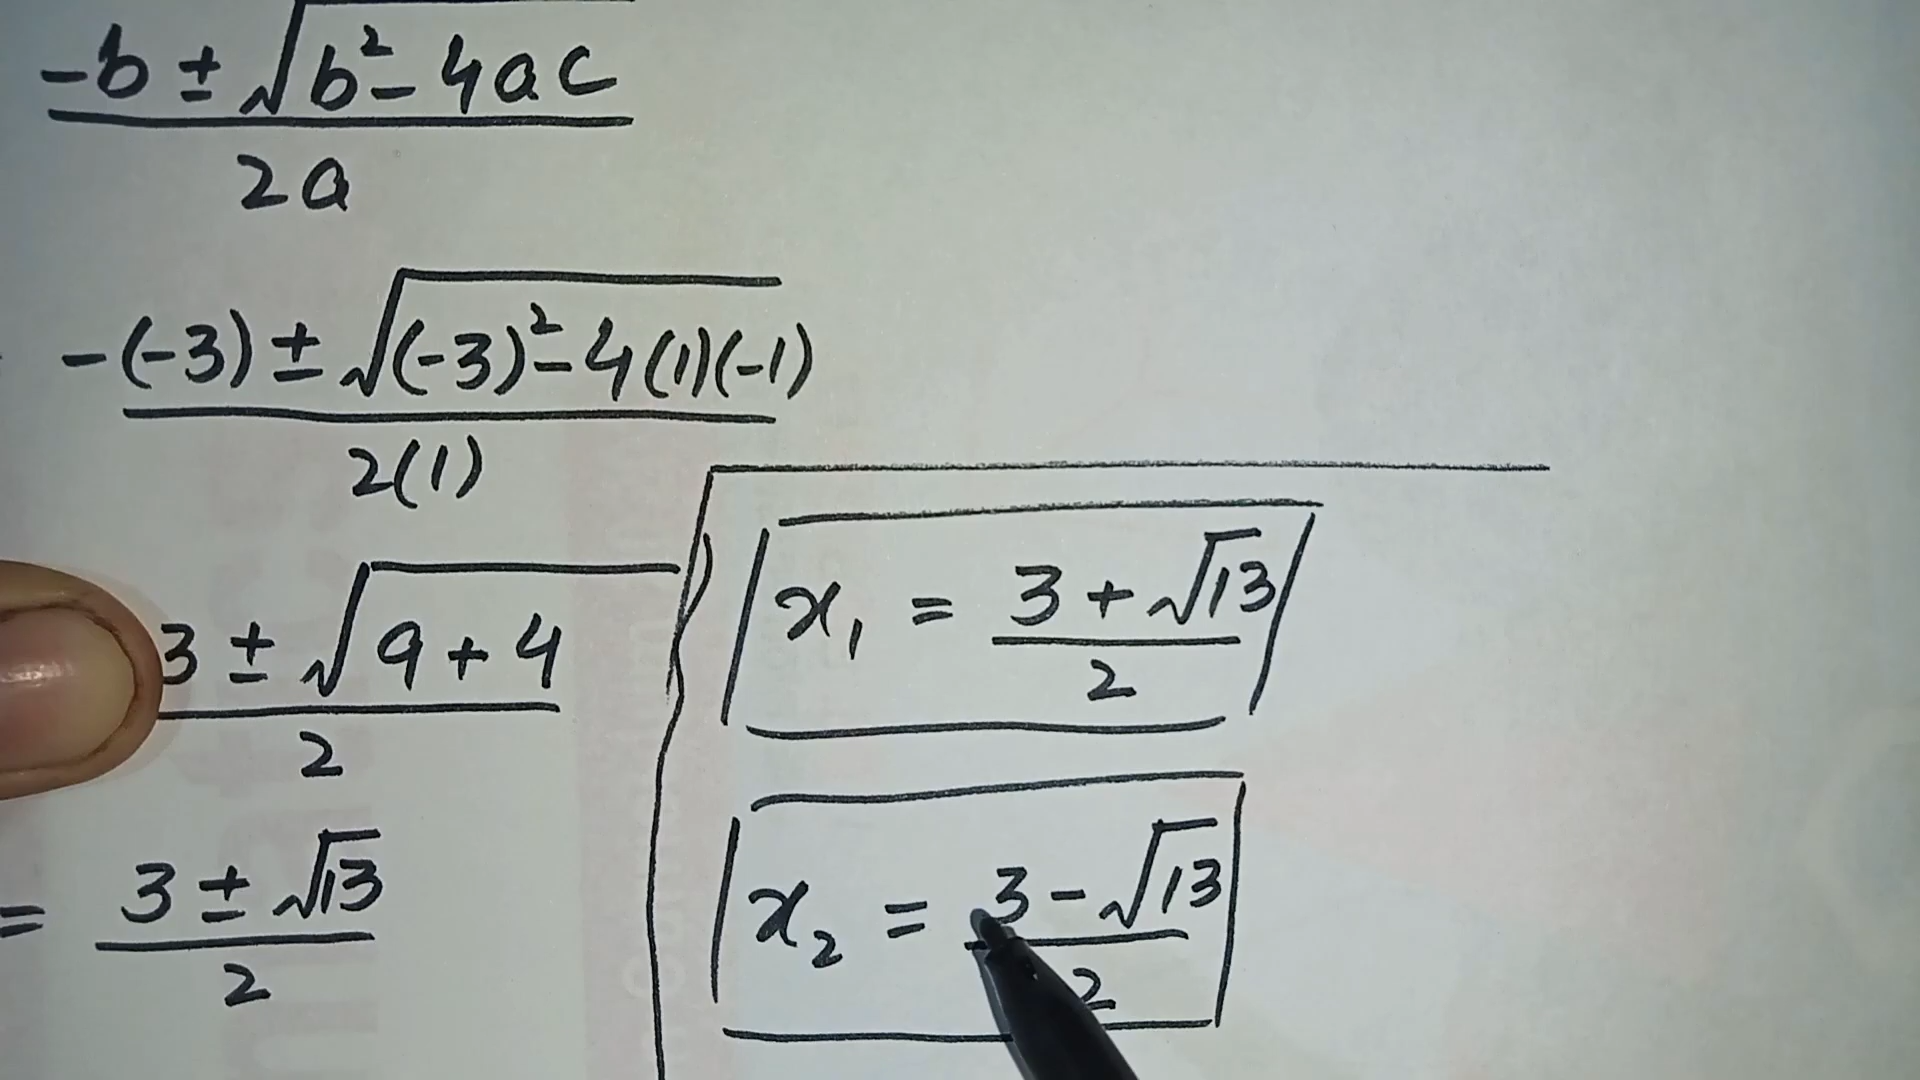 -b ± √b² - 4ac
2a
-(-3) ± √(-3)² - 4(1)(-1)
2(1)
3 ± √9 + 4
2
= 3 ± √13
2
x₁ = 3 + √13
2
x₂ = 3 - √13
2